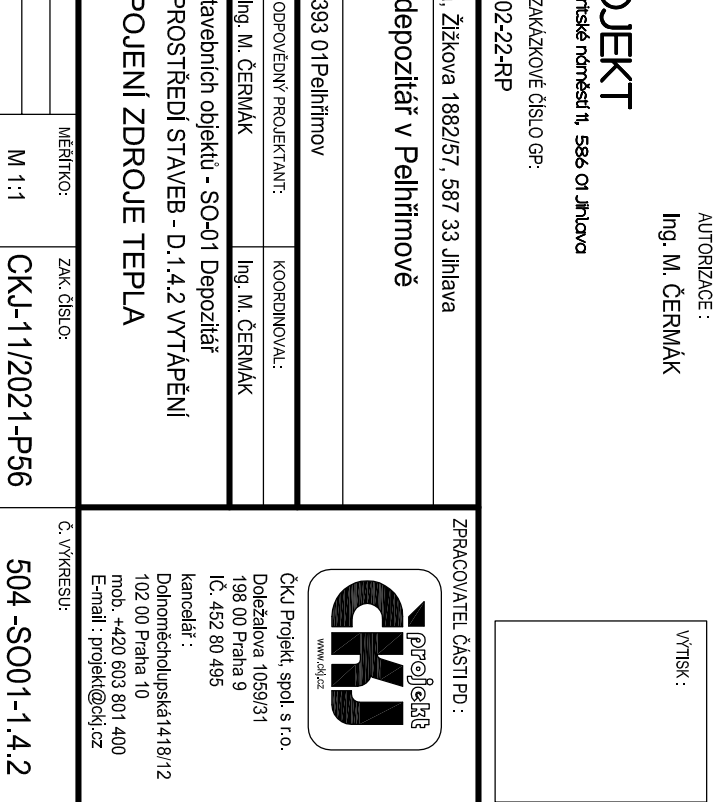 AUTORIZACE :
Ing. M. ČERMÁK
OJEKT
ritské náměstí 11, 586 01 Jihlava
ZAKÁZKOVÉ ČÍSLO GP:
02-22-RP
VÝTISK :
, Žižkova 1882/57, 587 33 Jihlava
depozitář v Pelhřimově
393 01Pelhřimov
ODPOVĚDNÝ PROJEKTANT:
KOORDINOVAL:
Ing. M. ČERMÁK
Ing. M. ČERMÁK
tavebních objektů - SO-01 Depozitář
PROSTŘEDÍ STAVEB - D.1.4.2 VYTÁPĚNÍ
POJENÍ ZDROJE TEPLA
ZPRACOVATEL ČÁSTI PD :
projekt
ČKJ
www.ckj.cz
ČKJ Projekt, spol. s r.o.
Doležalova 1059/31
198 00 Praha 9
IČ. 452 80 495
kancelář :
Dolnoměcholupská1418/12
102 00 Praha 10
mob. +420 603 801 400
E-mail : projekt@ckj.cz
MĚŘÍTKO:
ZAK. ČÍSLO:
Č. VÝKRESU:
M 1:1
CKJ-11/2021-P56
504 -SO01-1.4.2